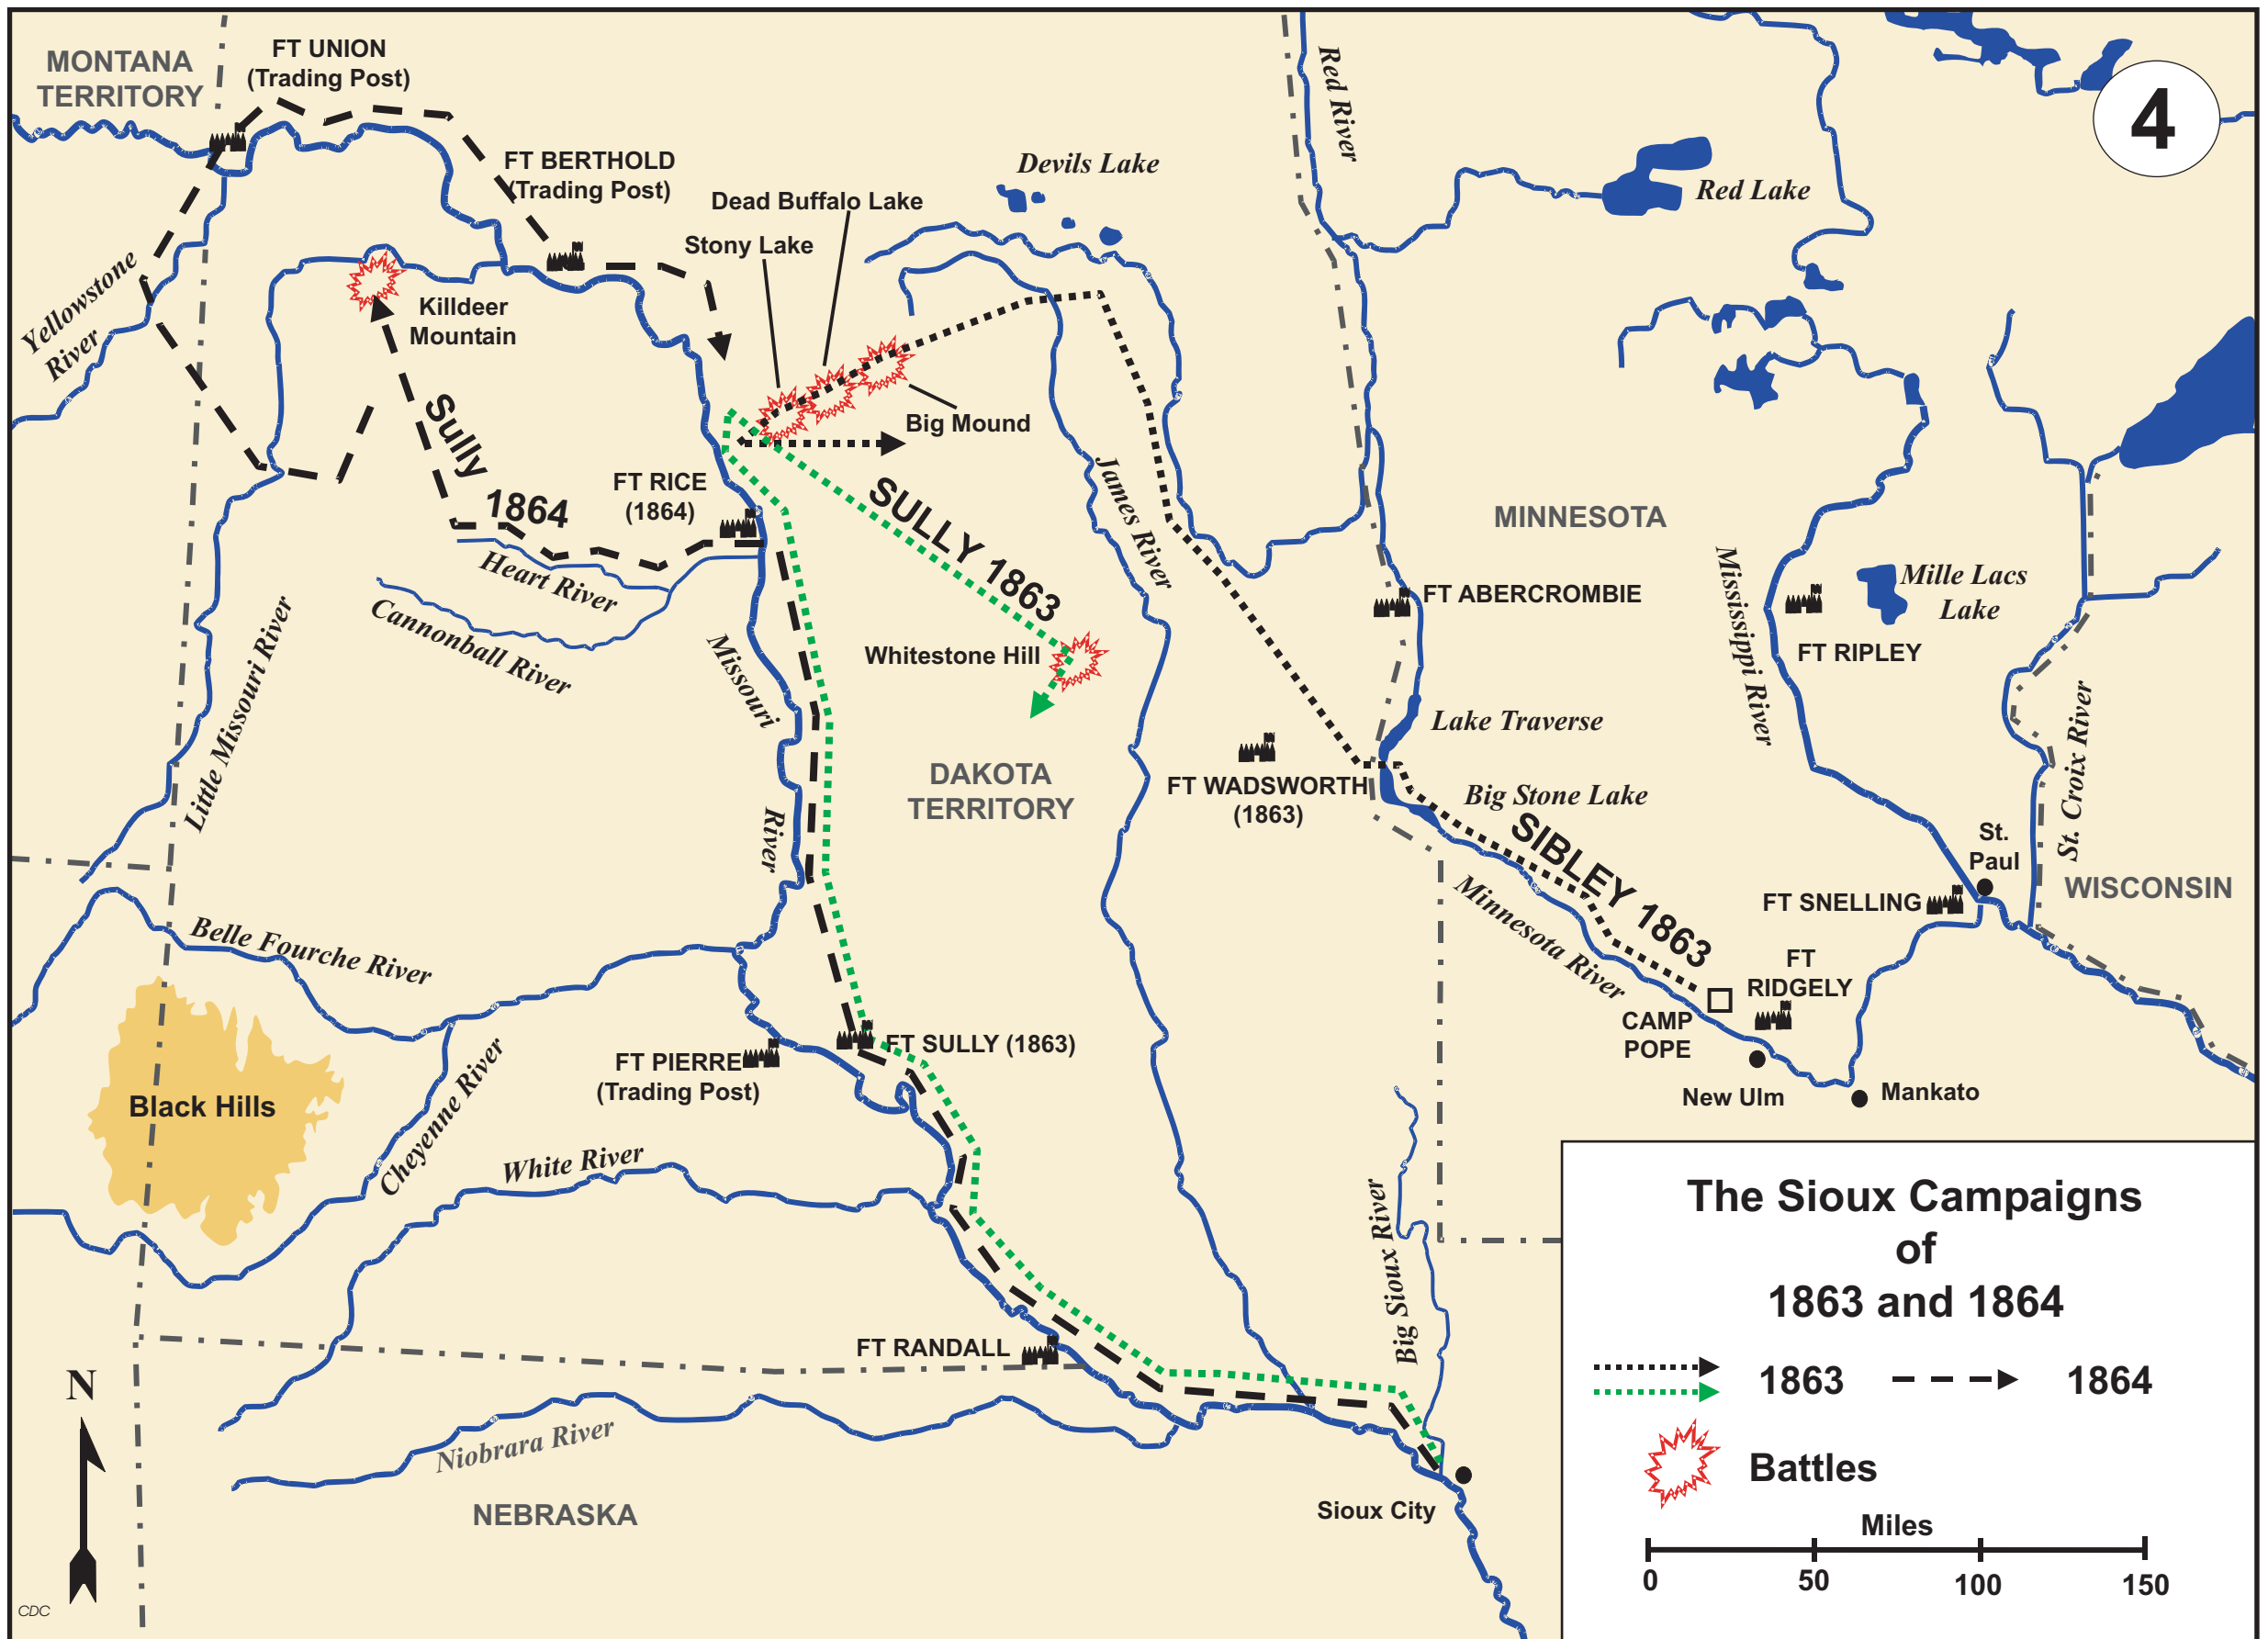 MONTANA
TERRITORY
FT UNION
(Trading Post)
4
FT BERTHOLD
(Trading Post)
Devils Lake
Red River
Red Lake
Dead Buffalo Lake
Stony Lake
Yellowstone
River
Killdeer
Mountain
Big Mound
Sully
1864
FT RICE
(1864)
SULLY 1863
James River
MINNESOTA
Heart River
Cannonball River
Missouri
River
Whitestone Hill
FT ABERCROMBIE
Mississippi River
Mille Lacs
Lake
FT RIPLEY
Little Missouri River
Lake Traverse
St. Croix River
DAKOTA
TERRITORY
FT WADSWORTH
(1863)
Big Stone Lake
SIBLEY 1863
St.
Paul
WISCONSIN
FT SNELLING
Minnesota River
Belle Fourche River
FT
RIDGELY
CAMP
POPE
FT SULLY (1863)
FT PIERRE
(Trading Post)
New Ulm
Mankato
Black Hills
Cheyenne River
White River
Big Sioux River
FT RANDALL
N
Niobrara River
NEBRASKA
Sioux City
CDC
The Sioux Campaigns
of
1863 and 1864
1863
1864
Battles
Miles
0 50 100 150